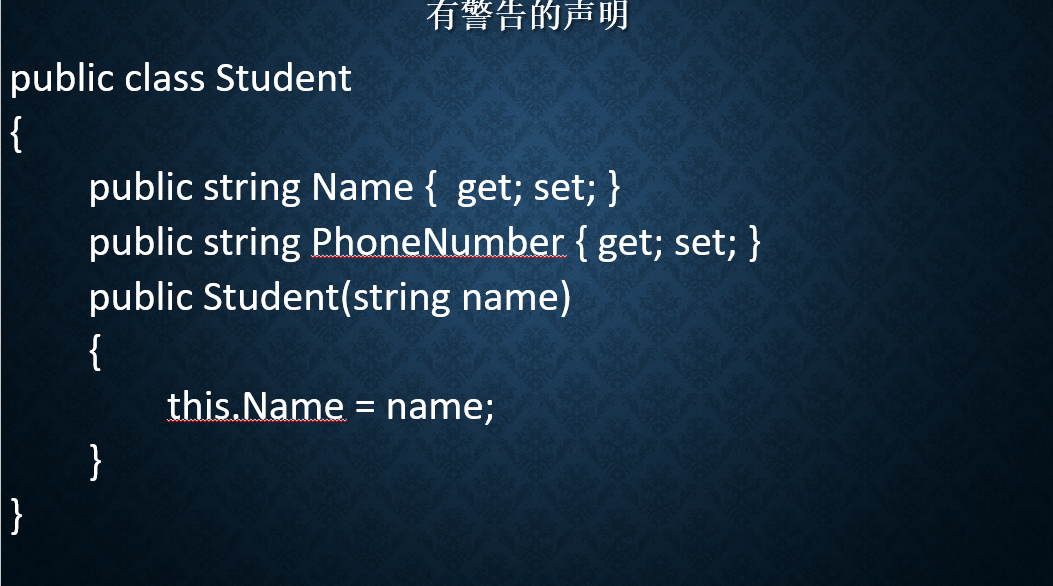 有警告的声明
public class Student
{
public string Name {  get; set; }
public string PhoneNumber { get; set; }
public Student(string name)
{
this.Name = name;
}
}